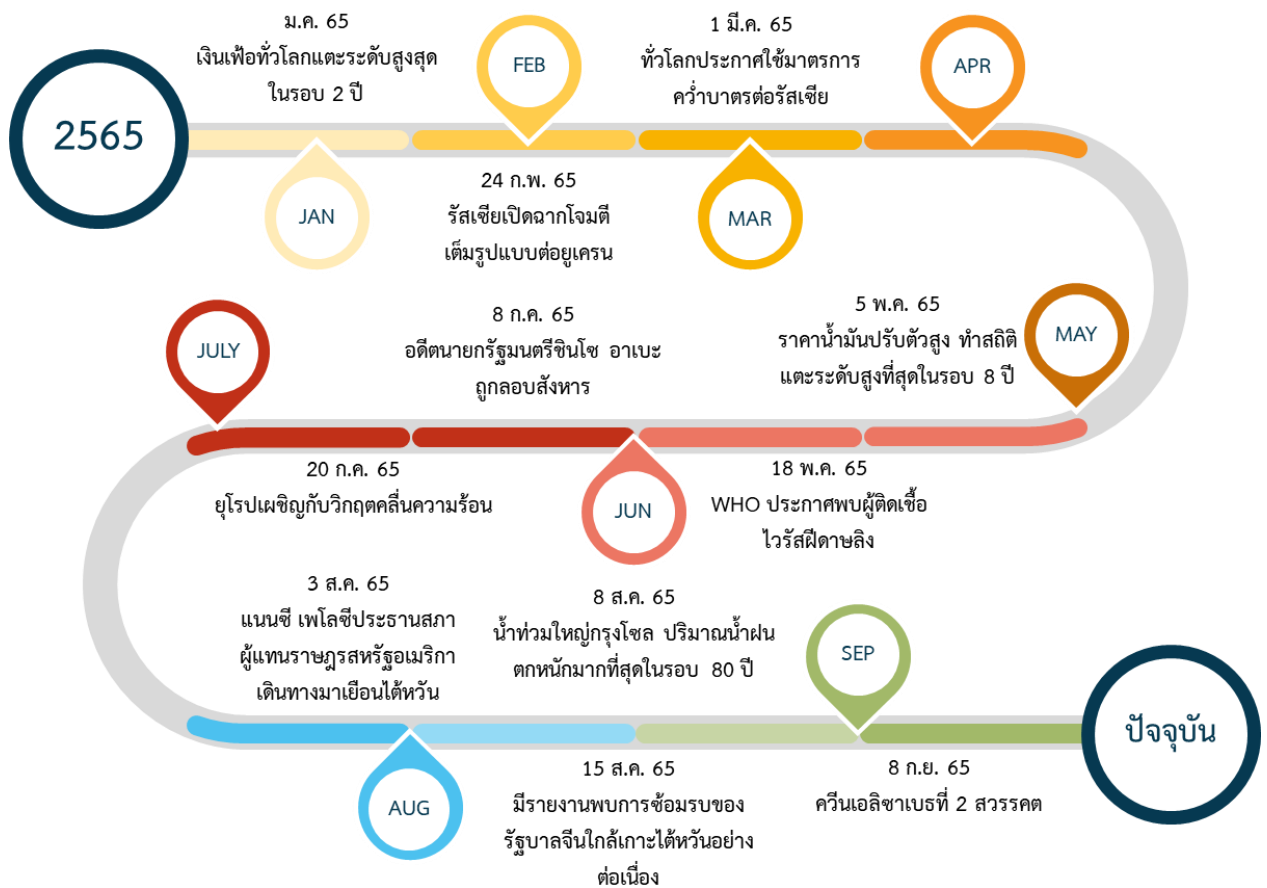 2565
ม.ค. 65
เงินเฟ้อทั่วโลกแตะระดับสูงสุด
ในรอบ 2 ปี
JAN
FEB
24 ก.พ. 65
รัสเซียเปิดฉากโจมตี
เต็มรูปแบบต่อยูเครน
1 มี.ค. 65
ทั่วโลกประกาศใช้มาตรการ
คว่ำบาตรต่อรัสเซีย
MAR
APR
5 พ.ค. 65
ราคาน้ำมันปรับตัวสูง ทำสถิติ
แตะระดับสูงที่สุดในรอบ 8 ปี
MAY
18 พ.ค. 65
WHO ประกาศพบผู้ติดเชื้อ
ไวรัสฝีดาษลิง
JUN
8 ก.ค. 65
อดีตนายกรัฐมนตรีชินโซ อาเบะ
ถูกลอบสังหาร
JULY
20 ก.ค. 65
ยุโรปเผชิญกับวิกฤตคลื่นความร้อน
3 ส.ค. 65
แนนซี เพโลซีประธานสภา
ผู้แทนราษฎรสหรัฐอเมริกา
เดินทางมาเยือนไต้หวัน
AUG
8 ส.ค. 65
น้ำท่วมใหญ่กรุงโซล ปริมาณน้ำฝน
ตกหนักมากที่สุดในรอบ 80 ปี
15 ส.ค. 65
มีรายงานพบการซ้อมรบของ
รัฐบาลจีนใกล้เกาะไต้หวันอย่าง
ต่อเนื่อง
SEP
8 ก.ย. 65
ควีนเอลิซาเบธที่ 2 สวรรคต
ปัจจุบัน